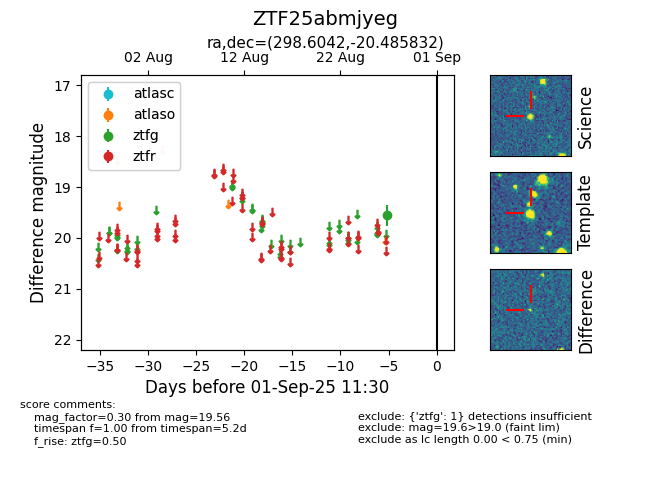 ZTF25abmjyeg
ra,dec=(298.6042,-20.485832)
02 Aug
12 Aug
22 Aug
01 Sep
17
18
19
20
21
22
Difference magnitude
atlasc
atlaso
ztfg
ztfr
−35
−30
−25
−20
−15
−10
−5
0
Days before 01-Sep-25 11:30
Science
Template
Difference
score comments:
mag_factor=0.30 from mag=19.56
timespan f=1.00 from timespan=5.2d
f_rise: ztfg=0.50
exclude: {'ztfg': 1} detections insufficient
exclude: mag=19.6>19.0 (faint lim)
exclude as lc length 0.00 < 0.75 (min)